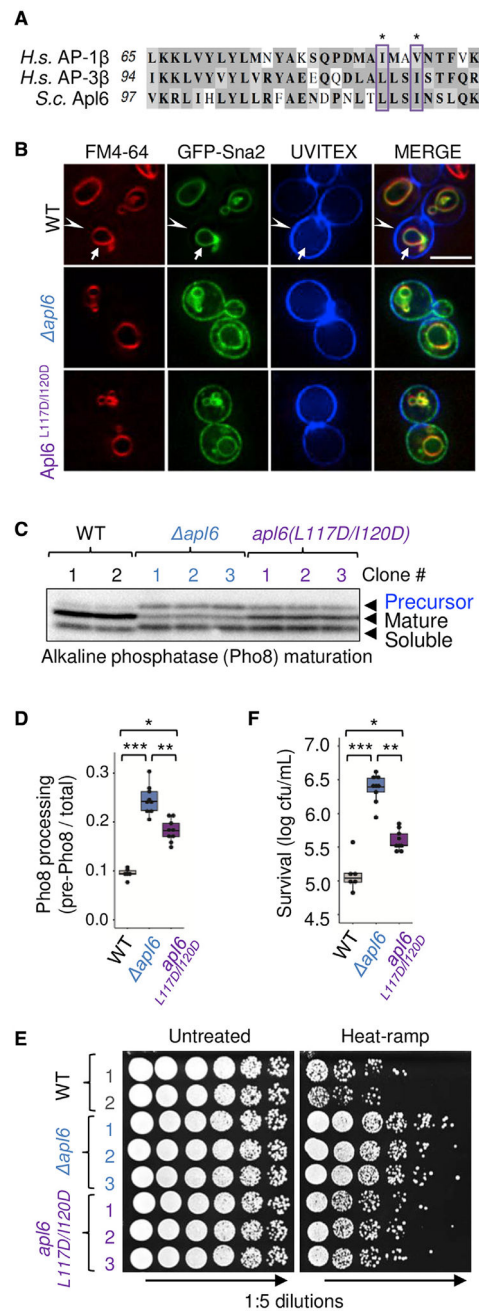 A
* *
H.s. AP-1β 65 LKKLVYLYLMNYAKSQPDMAIMAVNTFVK
H.s. AP-3β 94 IKKLVYVYLVRYAEEQQDLALLSISTFQR
S.c. Apl6 97 VKRLIHLYLLRFAENDPNLTLLSINSLQK
B
FM4-64 GFP-Sna2 UVITEX MERGE
WT
Δapl6
Apl6 L117D/I120D
C
WT Δapl6 apl6(L117D/I120D)
1 2 1 2 3 1 2 3 Clone #
Precursor
Mature
Soluble
Alkaline phosphatase (Pho8) maturation
D
*
*** **
Pho8 processing
(pre-Pho8 / total)
0.3
0.2
0.1
0.0
WT Δapl6 apl6 L117D/I120D
F
*
*** **
Survival (log cfu/mL)
7.0
6.5
6.0
5.5
5.0
4.5
WT Δapl6 apl6 L117D/I120D
E
Untreated Heat-ramp
WT
1
2
Δapl6
1
2
3
apl6
L117D/I120D
1
2
3
1:5 dilutions